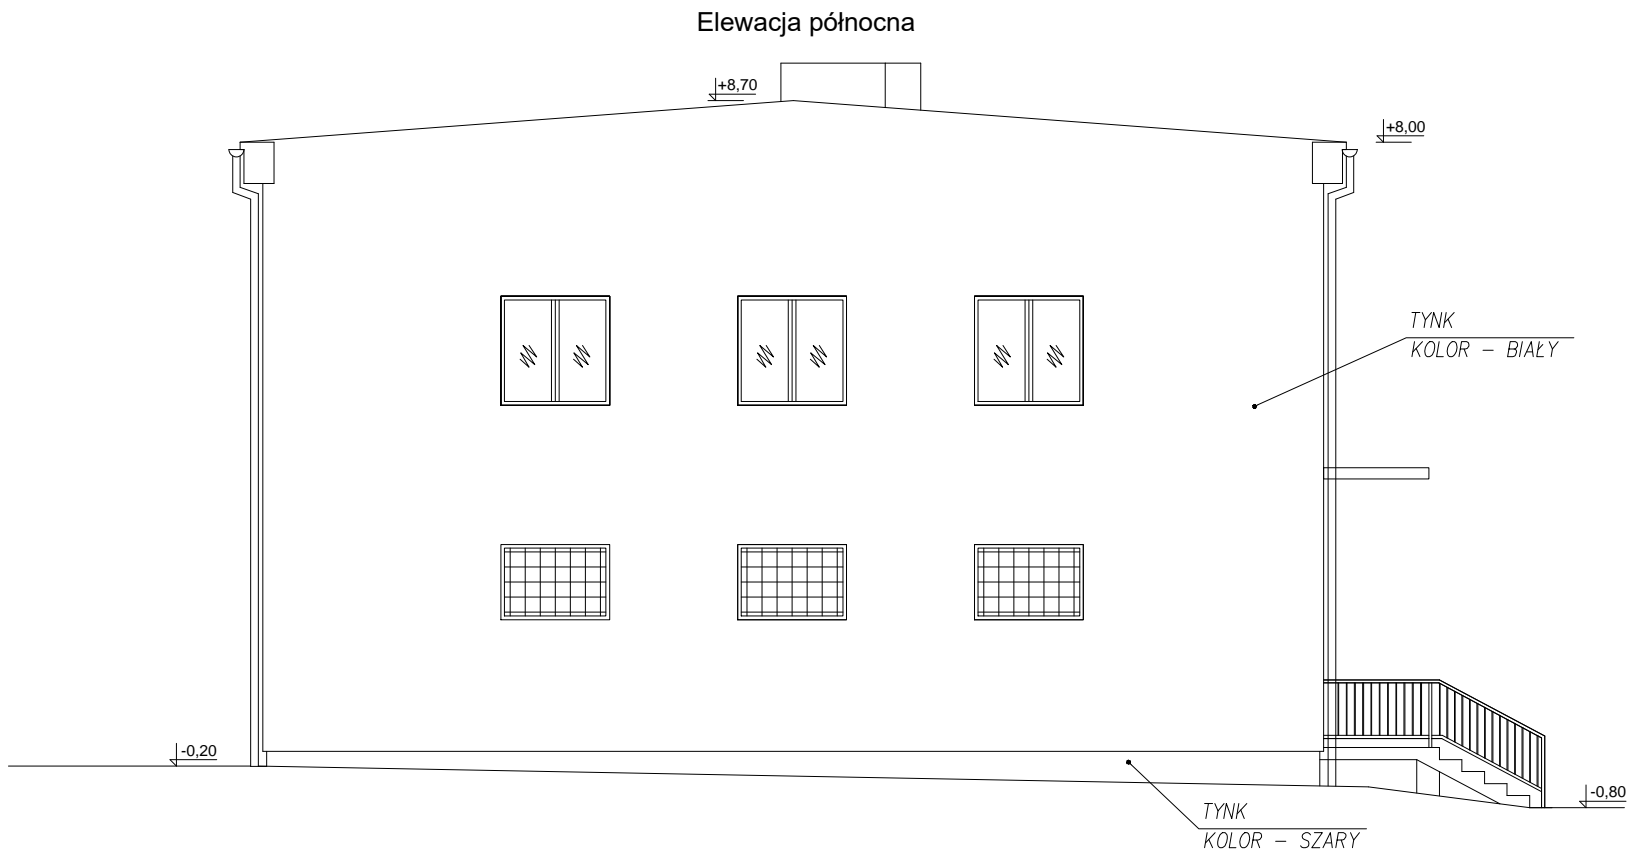 Elewacja północna
+8,70
+8,00
TYNK
KOLOR – BIAŁY
-0,20
-0,80
TYNK
KOLOR – SZARY